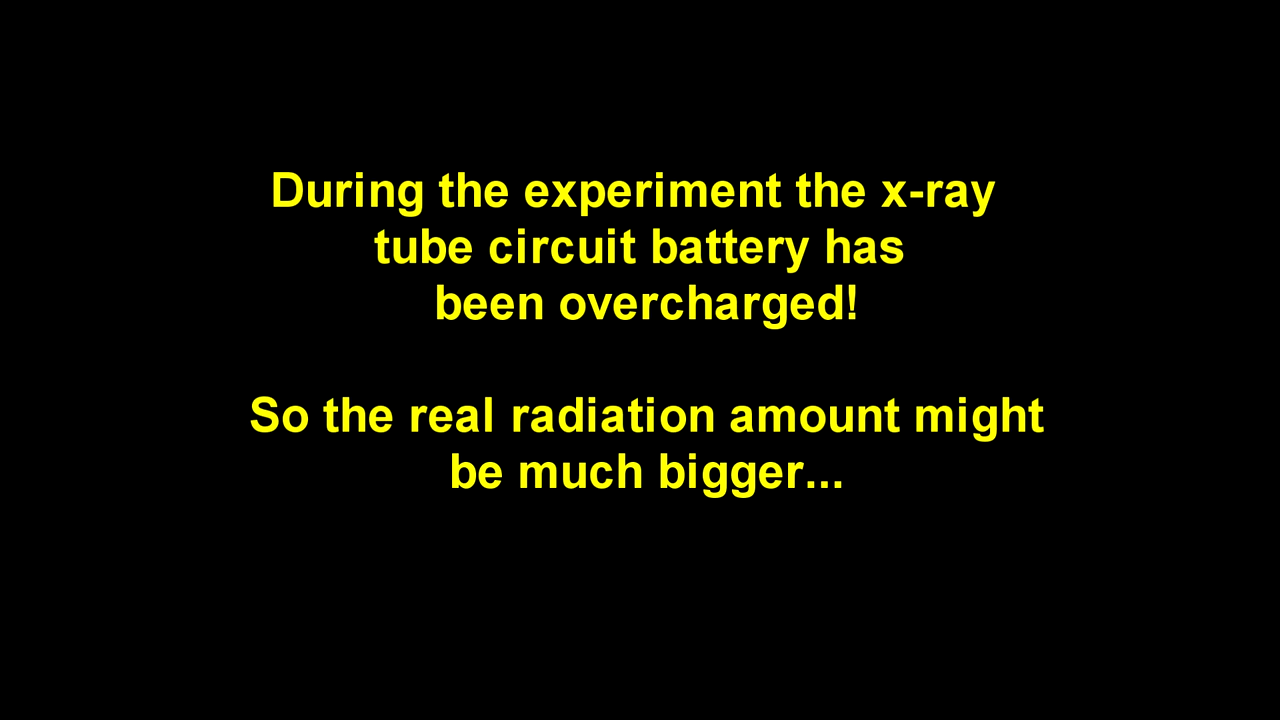 During the experiment the x-ray
tube circuit battery has
been overcharged!
So the real radiation amount might
be much bigger...